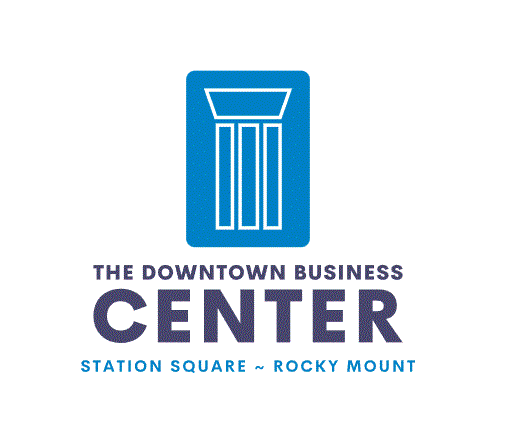 THE DOWNTOWN BUSINESS
CENTER
STATION SQUARE ~ ROCKY MOUNT